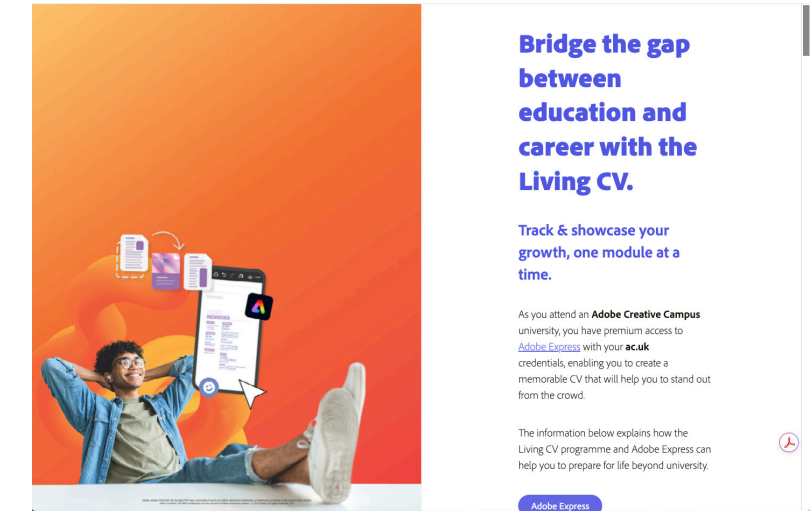 Bridge the gap
between
education and
career with the
Living CV.
Track & showcase your
growth, one module at a
time.
As you attend an Adobe Creative Campus
university, you have premium access to
Adobe Express with your ac.uk
credentials, enabling you to create a
memorable CV that will help you to stand out
from the crowd.
The information below explains how the
Living CV programme and Adobe Express can
help you to prepare for life beyond university.
Adobe Express